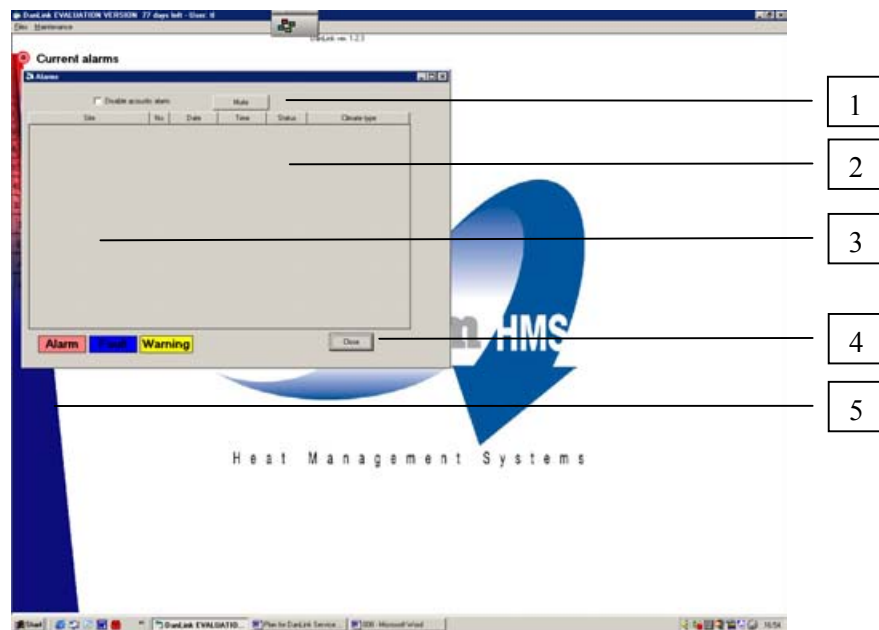 DanLink EVALUATION VERSION 77 days left - User: tl
Files Maintenance
DanLink ver. 1.2.3
Current alarms
Alarms
Disable acoustic alarm
Mute
Site No. Date Time Status Climate type
Alarm Fault Warning
Close
HMS
Heat Management Systems
1
2
3
4
5
Start
DanLink EVALUATIO...
Plan for DanLink Service...
- Microsoft Word
16:54